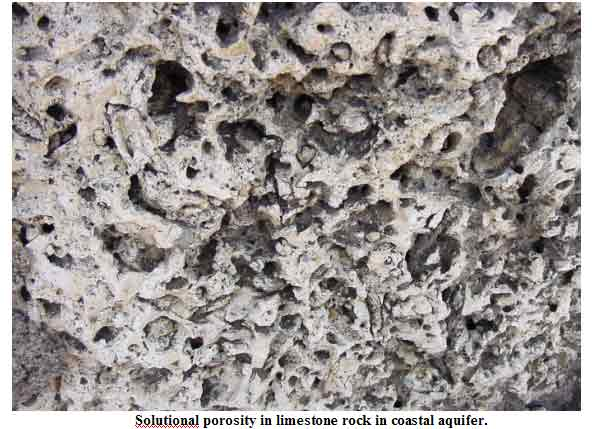 Solutional porosity in limestone rock in coastal aquifer.